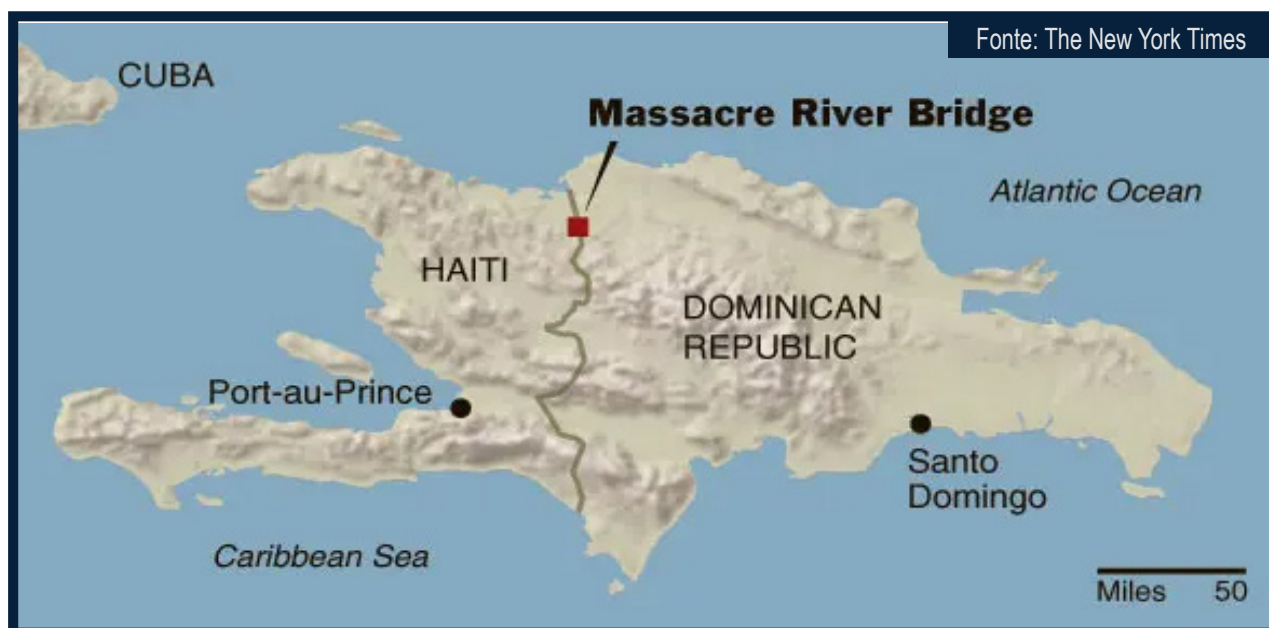 Fonte: The New York Times
CUBA
Massacre River Bridge
Atlantic Ocean
HAITI
DOMINICAN
REPUBLIC
Port-au-Prince
Santo
Domingo
Caribbean Sea
Miles 50